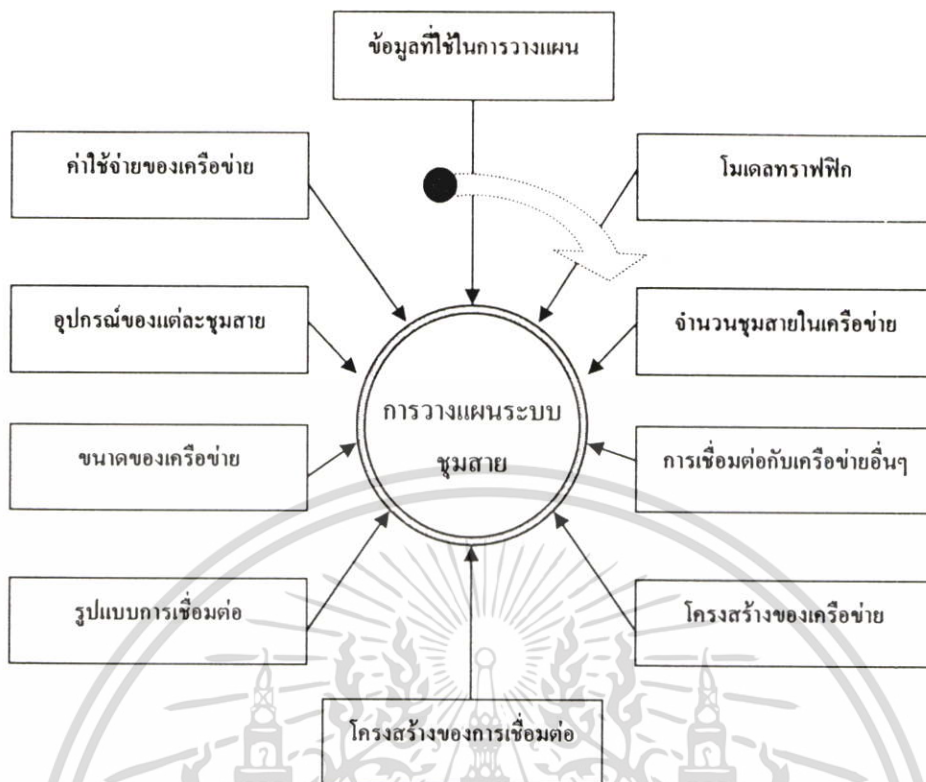 ข้อมูลที่ใช้ในการวางแผน
ค่าใช้จ่ายของเครือข่าย
โมเดลทราฟฟิก
อุปกรณ์ของแต่ละชุมสาย
จำนวนชุมสายในเครือข่าย
การวางแผนระบบ
ชุมสาย
ขนาดของเครือข่าย
การเชื่อมต่อกับเครือข่ายอื่นๆ
รูปแบบการเชื่อมต่อ
โครงสร้างของเครือข่าย
โครงสร้างของการเชื่อมต่อ